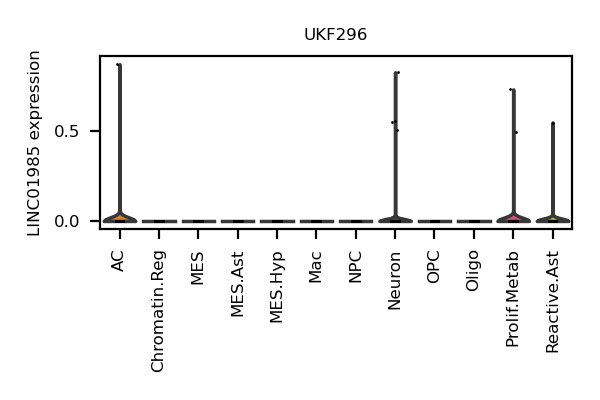 UKF296
LINC01985 expression
0.5
0.0
AC
Chromatin.Reg
MES
MES.Ast
MES.Hyp
Mac
NPC
Neuron
OPC
Oligo
Prolif.Metab
Reactive.Ast